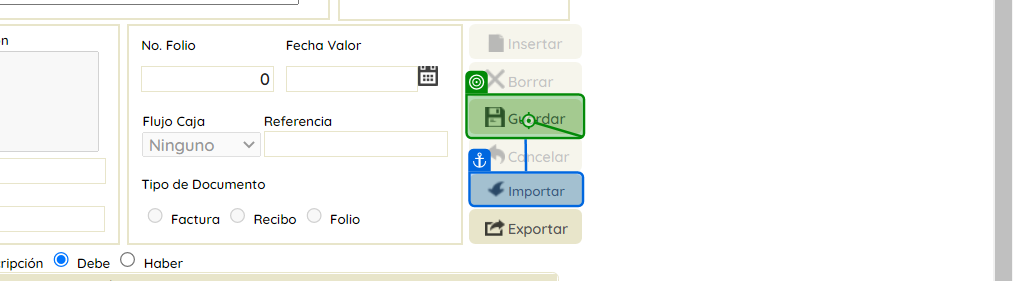 n
No. Folio
Fecha Valor
0
Flujo Caja
Referencia
Ninguno
Tipo de Documento
Factura
Recibo
Folio
Insertar
Borrar
Guardar
Cancelar
Importar
Exportar
ripción
Debe
Haber